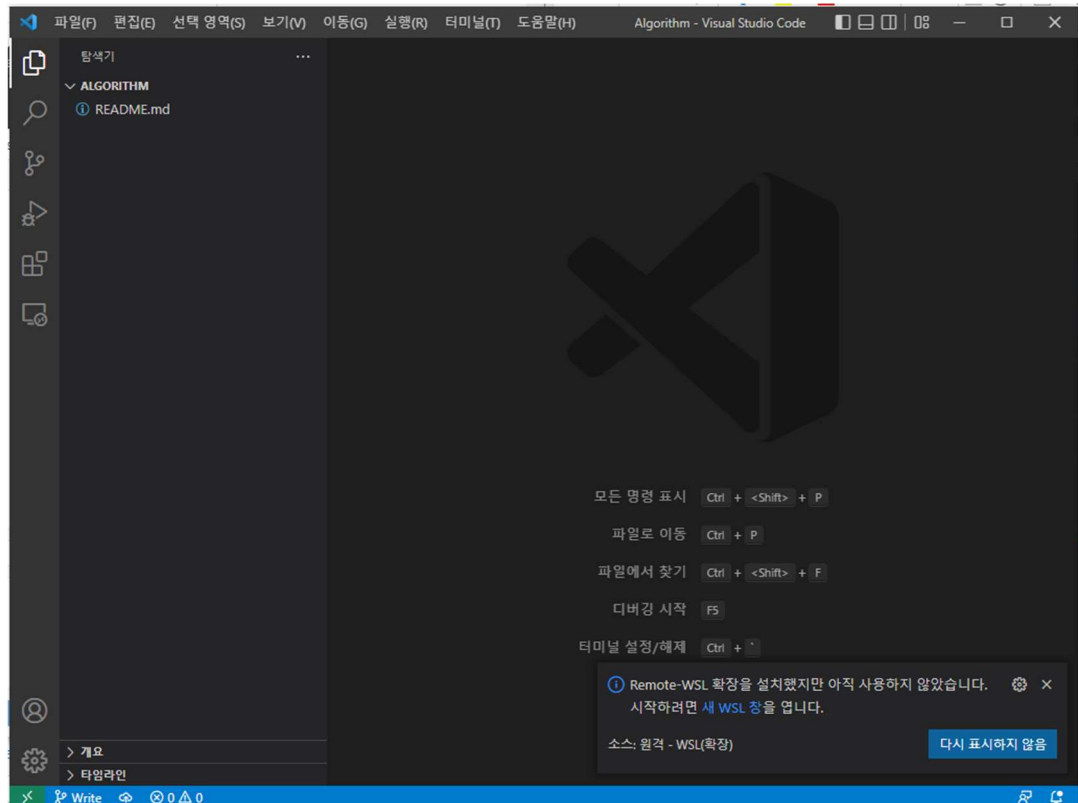 파일(F) 편집(E) 선택 영역(S) 보기(V) 이동(G) 실행(R) 터미널(T) 도움말(H) Algorithm - Visual Studio Code
탐색기
ALGORITHM
README.md
모든 명령 표시 Ctrl + <Shift> + P
파일로 이동 Ctrl + P
파일에서 찾기 Ctrl + <Shift> + F
디버깅 시작 F5
터미널 설정/해제 Ctrl + `
Remote-WSL 확장을 설치했지만 아직 사용하지 않았습니다.
시작하려면 새 WSL 창을 엽니다.
소스: 원격 - WSL(확장) 다시 표시하지 않음
개요
타임라인
Write 0 0